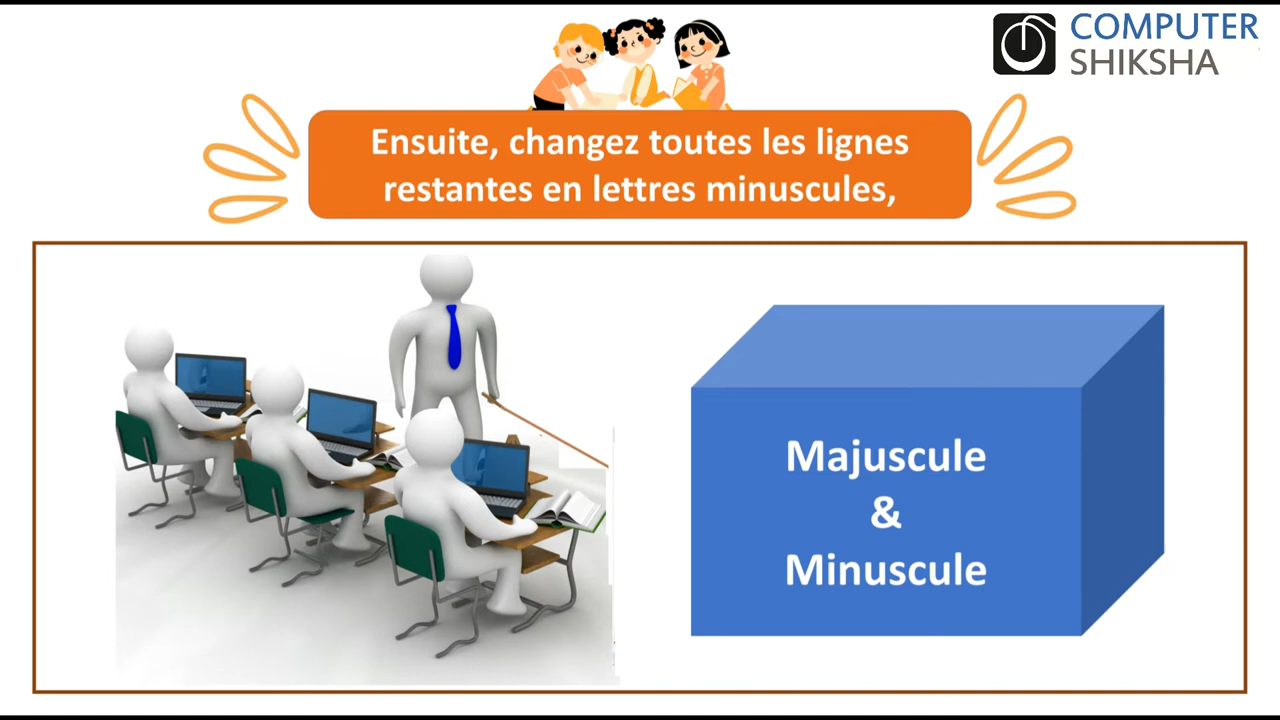 COMPUTER
SHIKSHA
Ensuite, changez toutes les lignes
restantes en lettres minuscules,
Majuscule
&
Minuscule